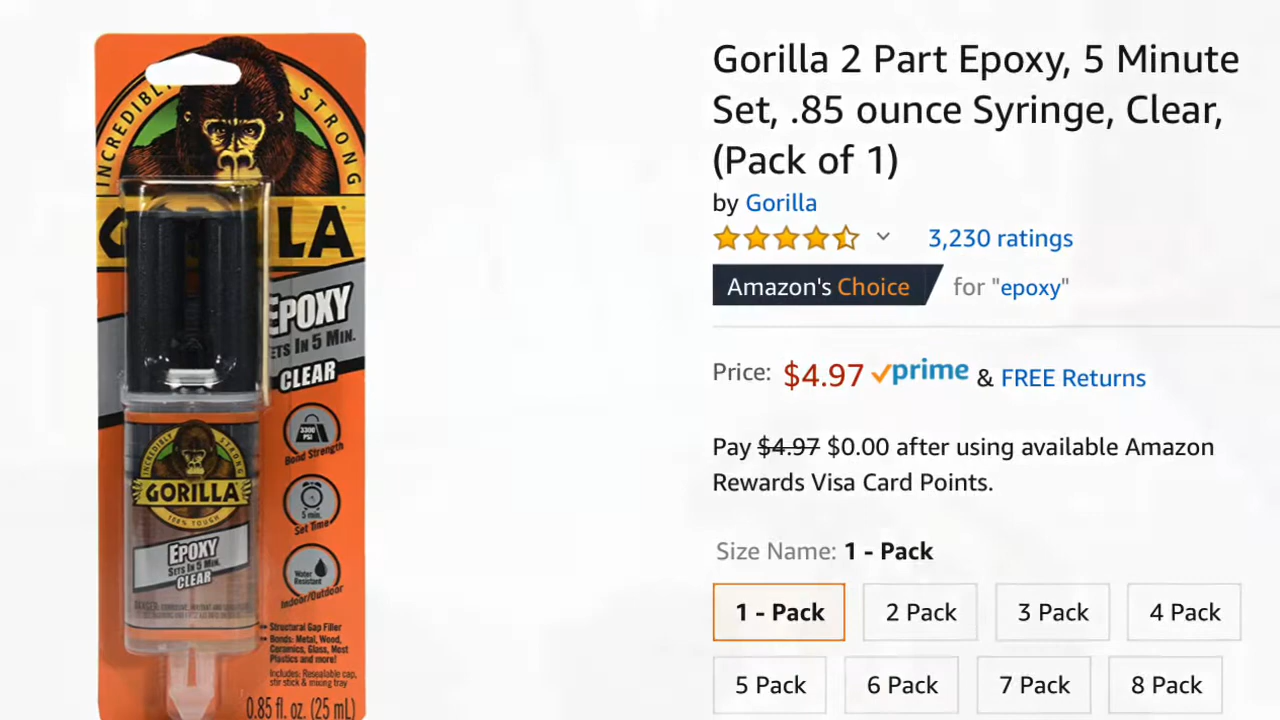 INCREDIBLY STRONG
LA
EPOXY
SETS IN 5 MIN.
CLEAR
3300
PSI
Bond Strength
5 min.
Set Time
Water
Resistant
Indoor/Outdoor
INCREDIBLY STRONG
GORILLA
100% TOUGH
EPOXY
SETS IN 5 MIN.
CLEAR
Structural Gap Filler
Bonds: Metal, Wood,
Ceramics, Glass, Most
Plastics and more!
Includes: Resealable cap,
stir stick & mixing tray
0.85 fl. oz. (25 mL)
Gorilla 2 Part Epoxy, 5 Minute
Set, .85 ounce Syringe, Clear,
(Pack of 1)
by Gorilla
3,230 ratings
Amazon's Choice for "epoxy"
Price: $4.97 prime & FREE Returns
Pay $4.97 $0.00 after using available Amazon
Rewards Visa Card Points.
Size Name: 1 - Pack
1 - Pack 2 Pack 3 Pack 4 Pack
5 Pack 6 Pack 7 Pack 8 Pack